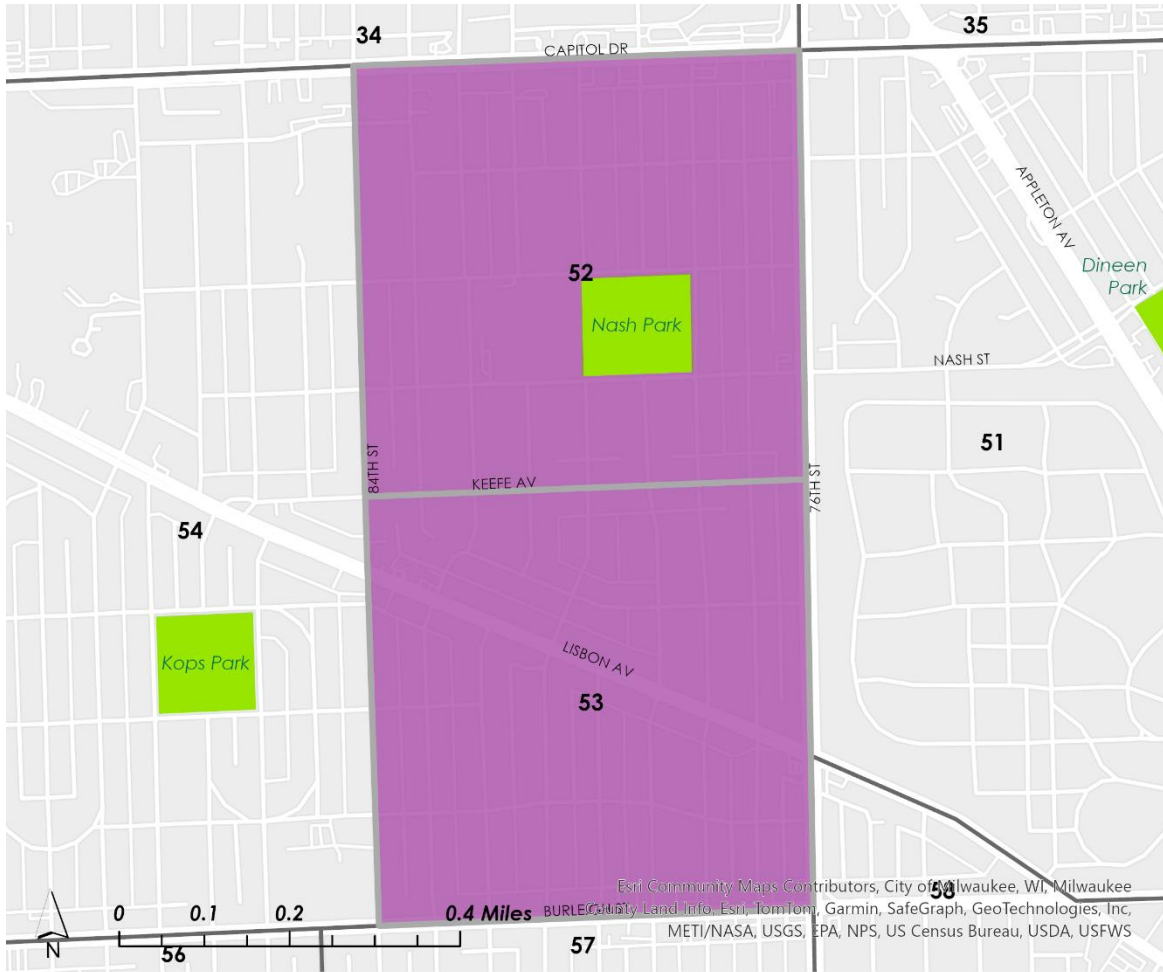 34
35
CAPITOL DR
APPLETON AV
Dineen
Park
52
Nash Park
NASH ST
51
84TH ST
KEEFE AV
76TH ST
54
Kops Park
LISBON AV
53
Esri Community Maps Contributors, City of Milwaukee, WI, Milwaukee
58
0 0.1 0.2 0.4 Miles
BURLEIGH ST
County Land Info, Esri, TomTom, Garmin, SafeGraph, GeoTechnologies, Inc,
METI/NASA, USGS, EPA, NPS, US Census Bureau, USDA, USFWS
N
56
57